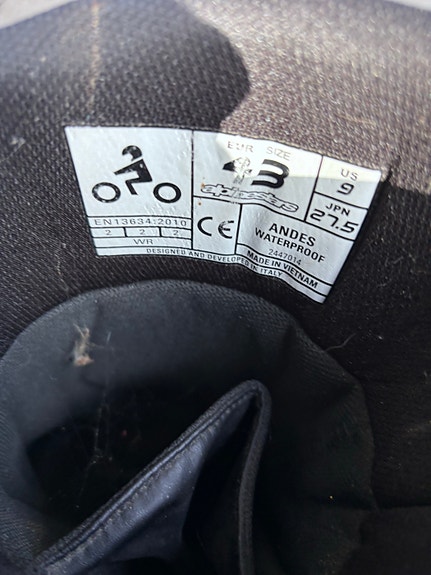 EUR SIZE
43
alpinestars
US
9
JPN
27.5
EN13634:2010
2 2 2
WR
CE
ANDES
WATERPROOF
2447014
DESIGNED AND DEVELOPED IN ITALY
MADE IN VIETNAM